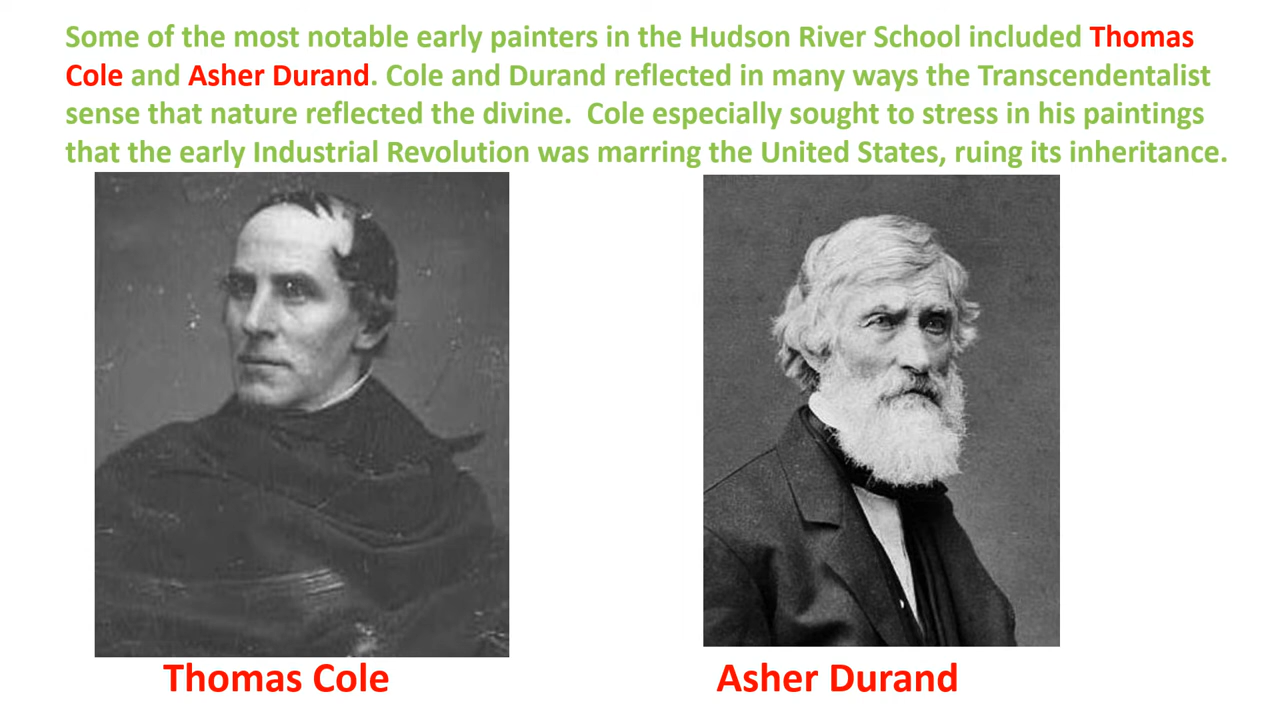 Some of the most notable early painters in the Hudson River School included Thomas
Cole and Asher Durand. Cole and Durand reflected in many ways the Transcendentalist
sense that nature reflected the divine.  Cole especially sought to stress in his paintings
that the early Industrial Revolution was marring the United States, ruing its inheritance.
Thomas Cole
Asher Durand